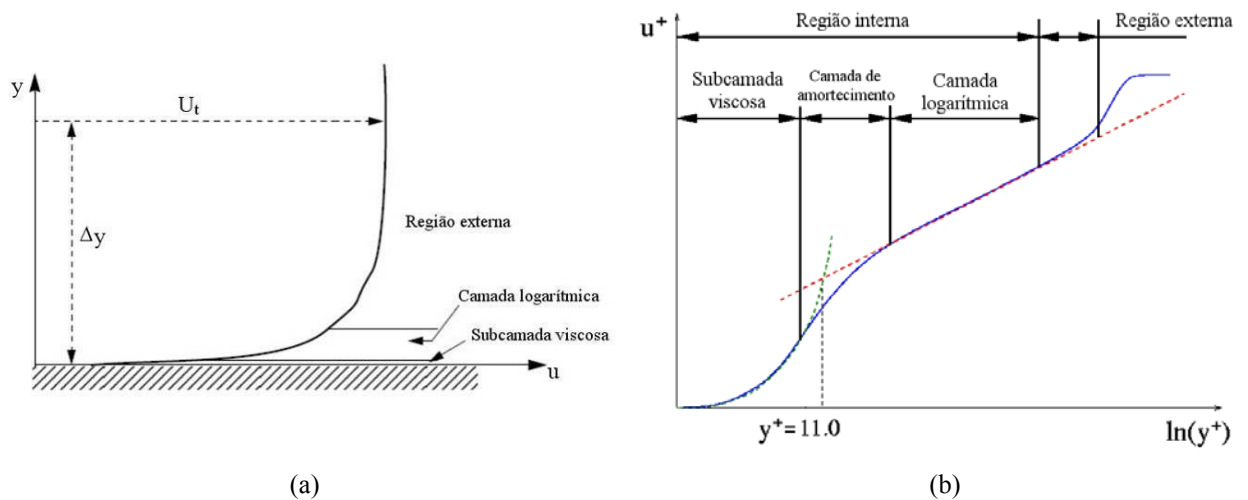 y
U_t
Δy
Região externa
Camada logarítmica
Subcamada viscosa
u
(a)
u⁺
Região interna
Região externa
Subcamada
viscosa
Camada de
amortecimento
Camada
logarítmica
y⁺=11.0
ln(y⁺)
(b)